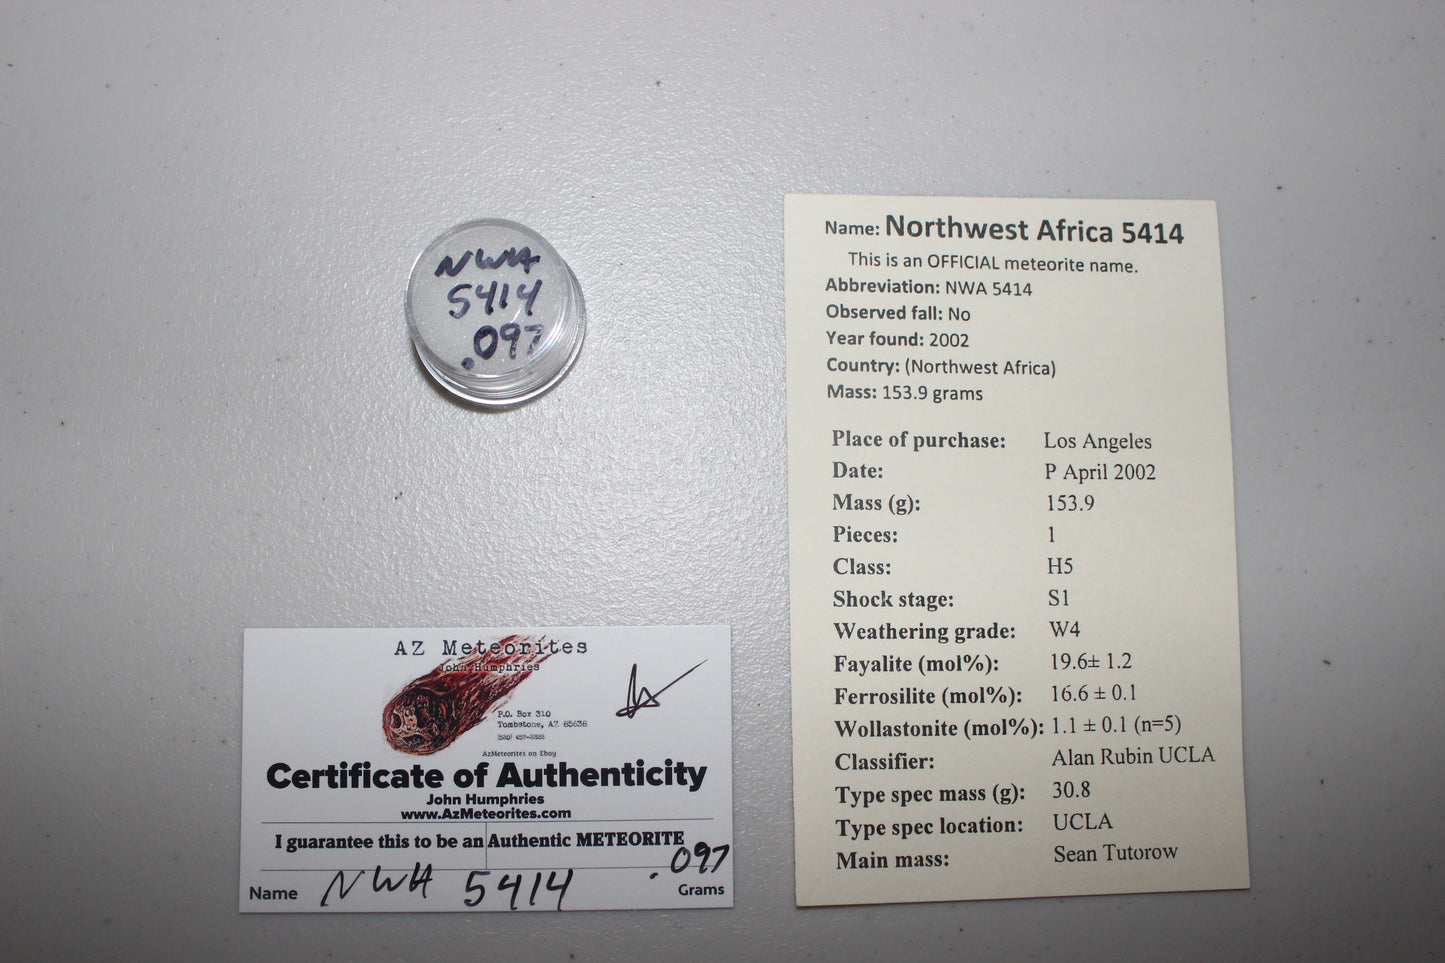 NWA
5414
.097
AZ Meteorites
John Humphries
P.O. Box 310
Tombstone, AZ 85638
AzMeteorites on Ebay
Certificate of Authenticity
John Humphries
www.AzMeteorites.com
I guarantee this to be an Authentic METEORITE
.097
Name NWA 5414 Grams
Name: Northwest Africa 5414
This is an OFFICIAL meteorite name.
Abbreviation: NWA 5414
Observed fall: No
Year found: 2002
Country: (Northwest Africa)
Mass: 153.9 grams
Place of purchase: Los Angeles
Date: P April 2002
Mass (g): 153.9
Pieces: 1
Class: H5
Shock stage: S1
Weathering grade: W4
Fayalite (mol%): 19.6± 1.2
Ferrosilite (mol%): 16.6 ± 0.1
Wollastonite (mol%): 1.1 ± 0.1 (n=5)
Classifier: Alan Rubin UCLA
Type spec mass (g): 30.8
Type spec location: UCLA
Main mass: Sean Tutorow